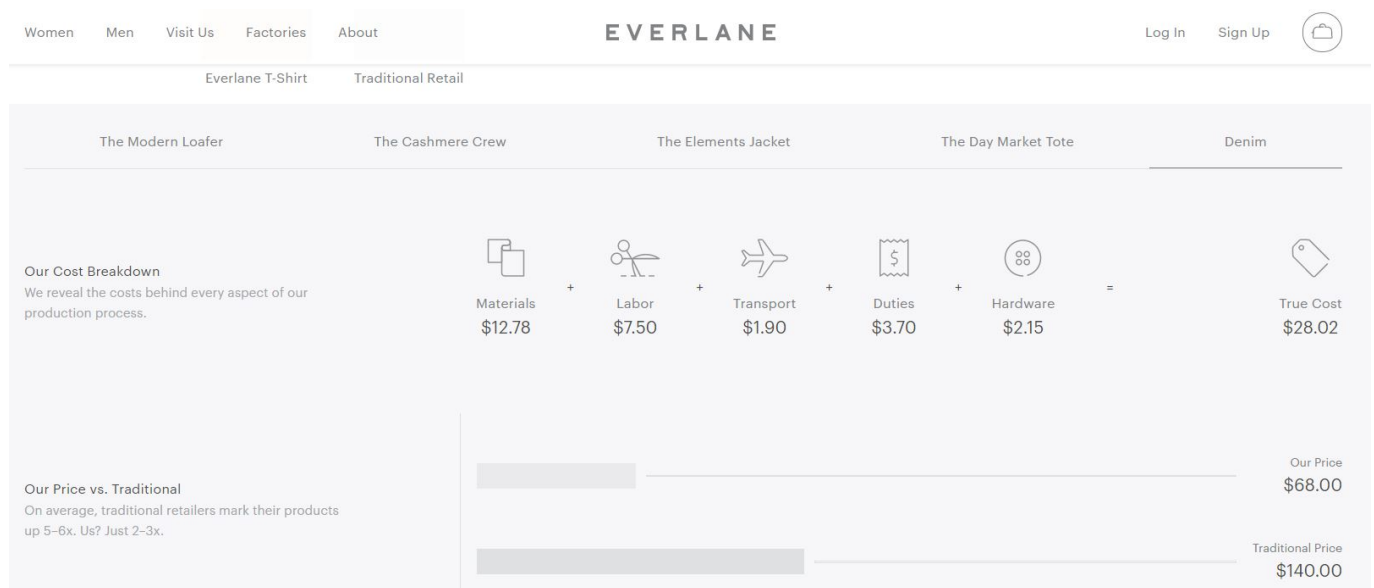 Women Men Visit Us Factories About EVERLANE Log In Sign Up
Everlane T-Shirt Traditional Retail
The Modern Loafer The Cashmere Crew The Elements Jacket The Day Market Tote Denim
Our Cost Breakdown
We reveal the costs behind every aspect of our
production process.
$
Materials + Labor + Transport + Duties + Hardware = True Cost
$12.78 $7.50 $1.90 $3.70 $2.15 $28.02
Our Price vs. Traditional
On average, traditional retailers mark their products
up 5–6x. Us? Just 2–3x.
Our Price
$68.00
Traditional Price
$140.00